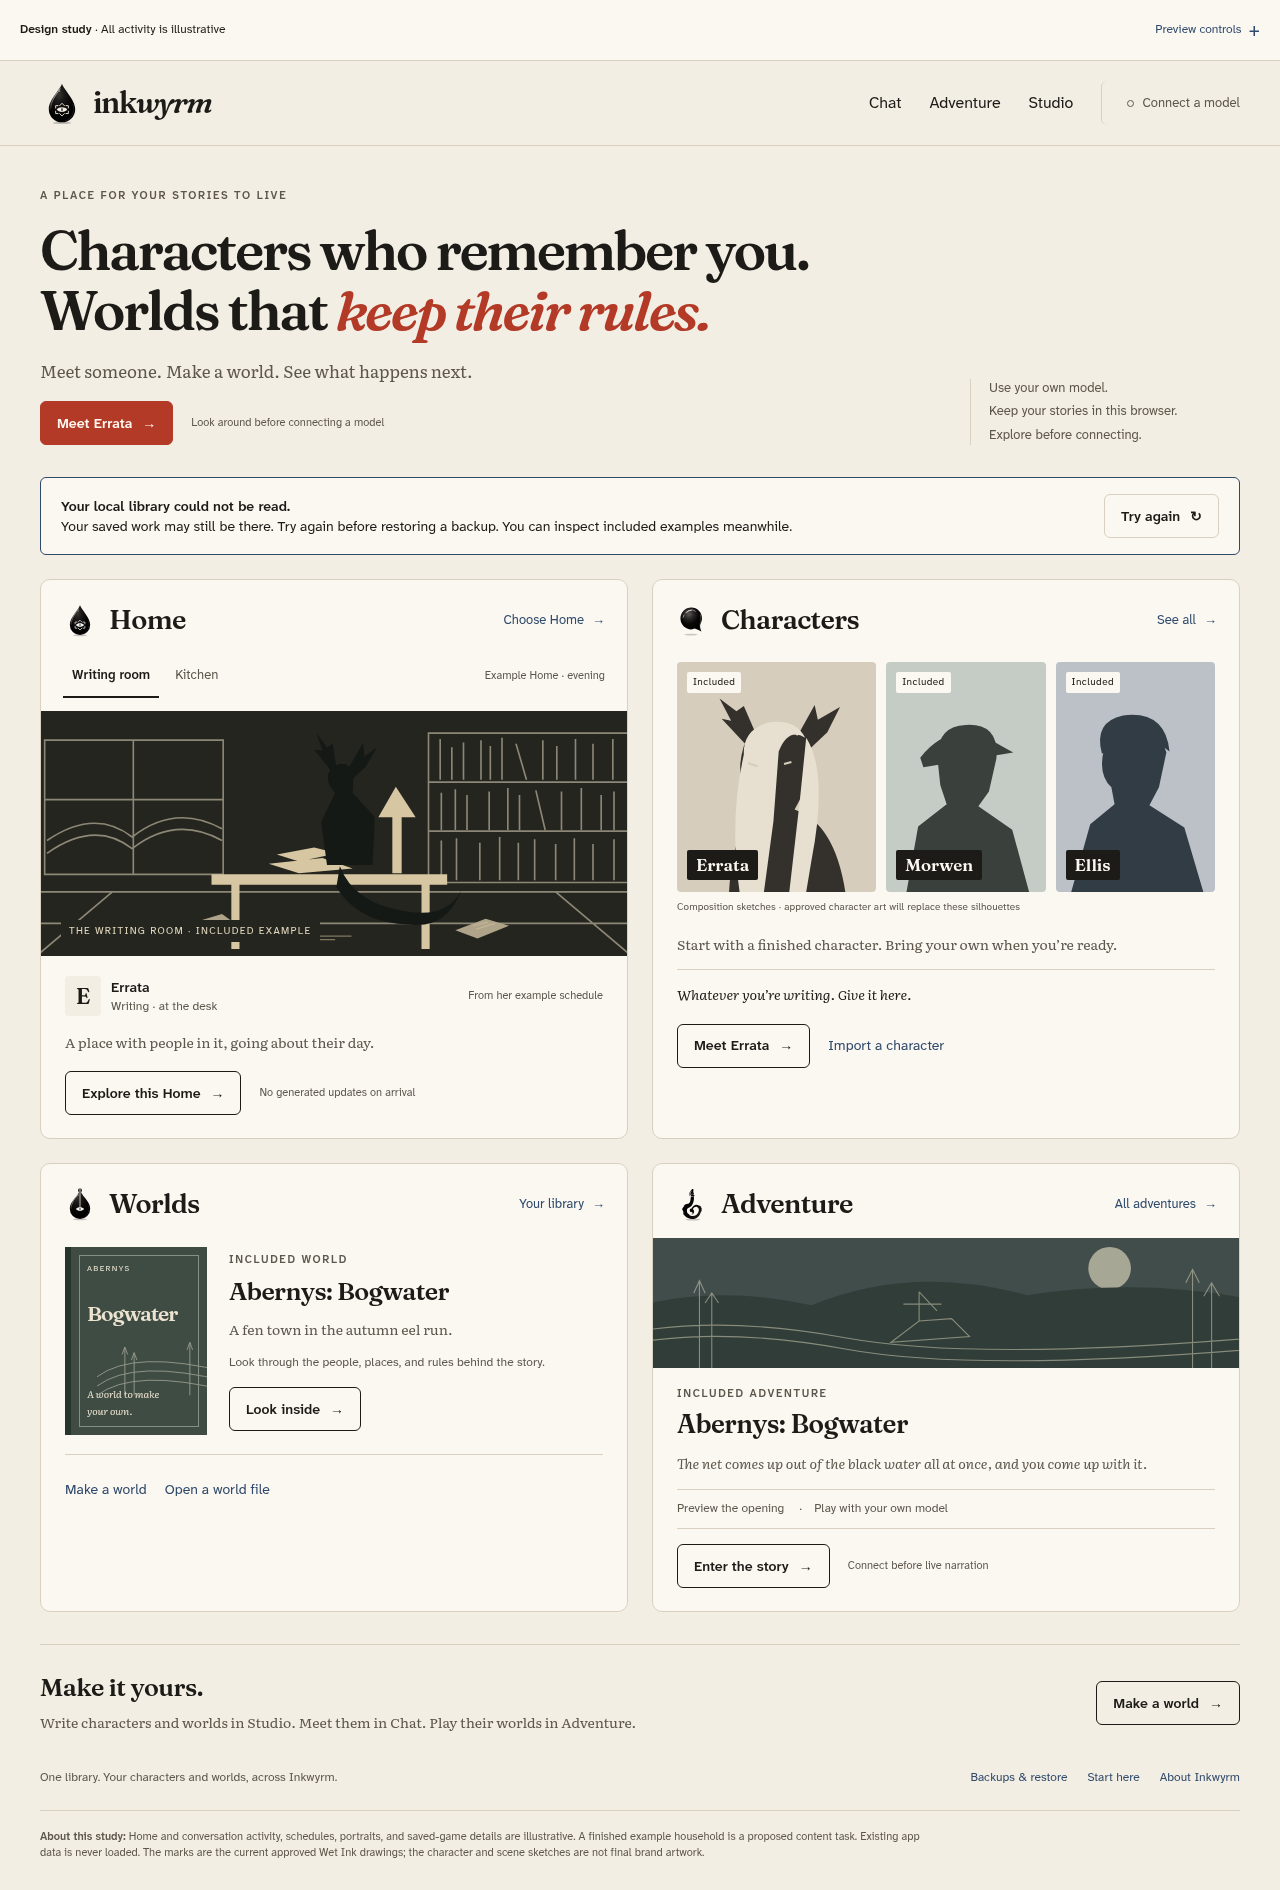 Design study · All activity is illustrative
Preview controls +
inkwyrm
Chat
Adventure
Studio
Connect a model
A PLACE FOR YOUR STORIES TO LIVE
Characters who remember you.
Worlds that keep their rules.
Meet someone. Make a world. See what happens next.
Meet Errata →
Look around before connecting a model
Use your own model.
Keep your stories in this browser.
Explore before connecting.
Your local library could not be read.
Your saved work may still be there. Try again before restoring a backup. You can inspect included examples meanwhile.
Try again ↻
Home
Choose Home →
Writing room
Kitchen
Example Home · evening
THE WRITING ROOM · INCLUDED EXAMPLE
E
Errata
Writing · at the desk
From her example schedule
A place with people in it, going about their day.
Explore this Home →
No generated updates on arrival
Characters
See all →
Included
Errata
Included
Morwen
Included
Ellis
Composition sketches · approved character art will replace these silhouettes
Start with a finished character. Bring your own when you're ready.
Whatever you're writing. Give it here.
Meet Errata →
Import a character
Worlds
Your library →
ABERNYS
Bogwater
A world to make
your own.
INCLUDED WORLD
Abernys: Bogwater
A fen town in the autumn eel run.
Look through the people, places, and rules behind the story.
Look inside →
Make a world
Open a world file
Adventure
All adventures →
INCLUDED ADVENTURE
Abernys: Bogwater
The net comes up out of the black water all at once, and you come up with it.
Preview the opening · Play with your own model
Enter the story →
Connect before live narration
Make it yours.
Write characters and worlds in Studio. Meet them in Chat. Play their worlds in Adventure.
Make a world →
One library. Your characters and worlds, across Inkwyrm.
Backups & restore
Start here
About Inkwyrm
About this study: Home and conversation activity, schedules, portraits, and saved-game details are illustrative. A finished example household is a proposed content task. Existing app
data is never loaded. The marks are the current approved Wet Ink drawings; the character and scene sketches are not final brand artwork.